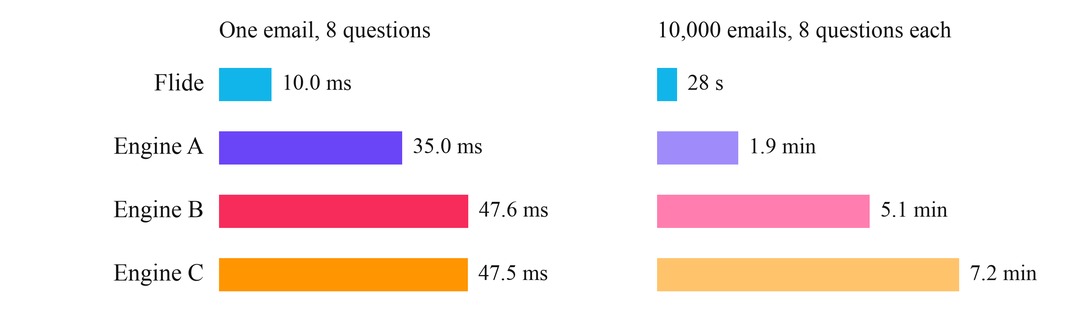 One email, 8 questions
Flide 10.0 ms
Engine A 35.0 ms
Engine B 47.6 ms
Engine C 47.5 ms
10,000 emails, 8 questions each
28 s
1.9 min
5.1 min
7.2 min